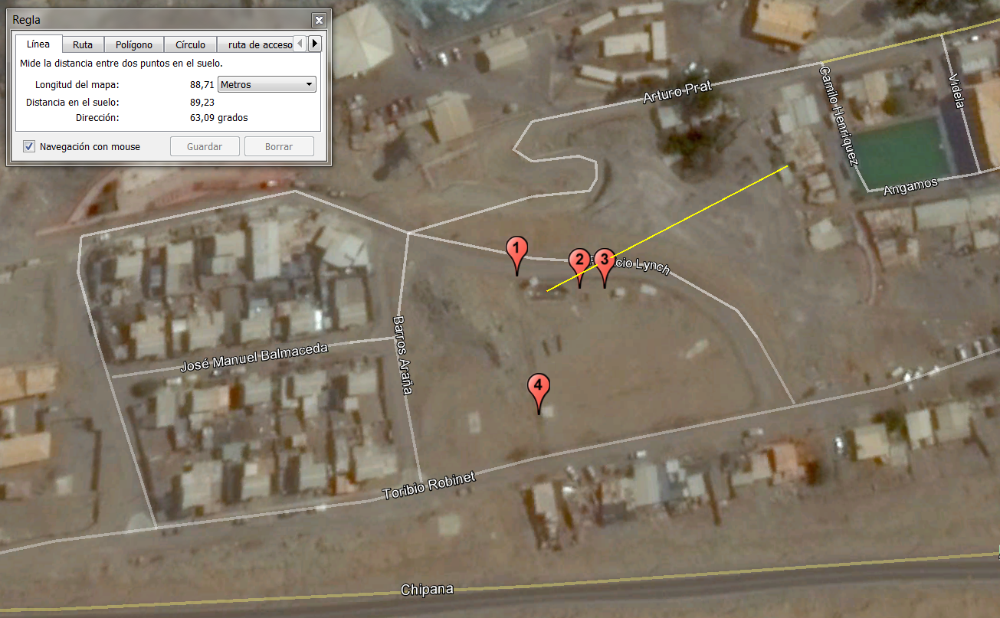 Regla
Línea
Ruta
Polígono
Círculo
ruta de acceso
Mide la distancia entre dos puntos en el suelo.
Longitud del mapa: 88,71 Metros
Distancia en el suelo: 89,23
Dirección: 63,09 grados
Navegación con mouse
Guardar
Borrar
Arturo Prat
Camilo Henriquez
Videla
Angamos
1
2
3
cio Lynch
Barros Araña
José Manuel Balmaceda
4
Toribio Robinet
Chipana